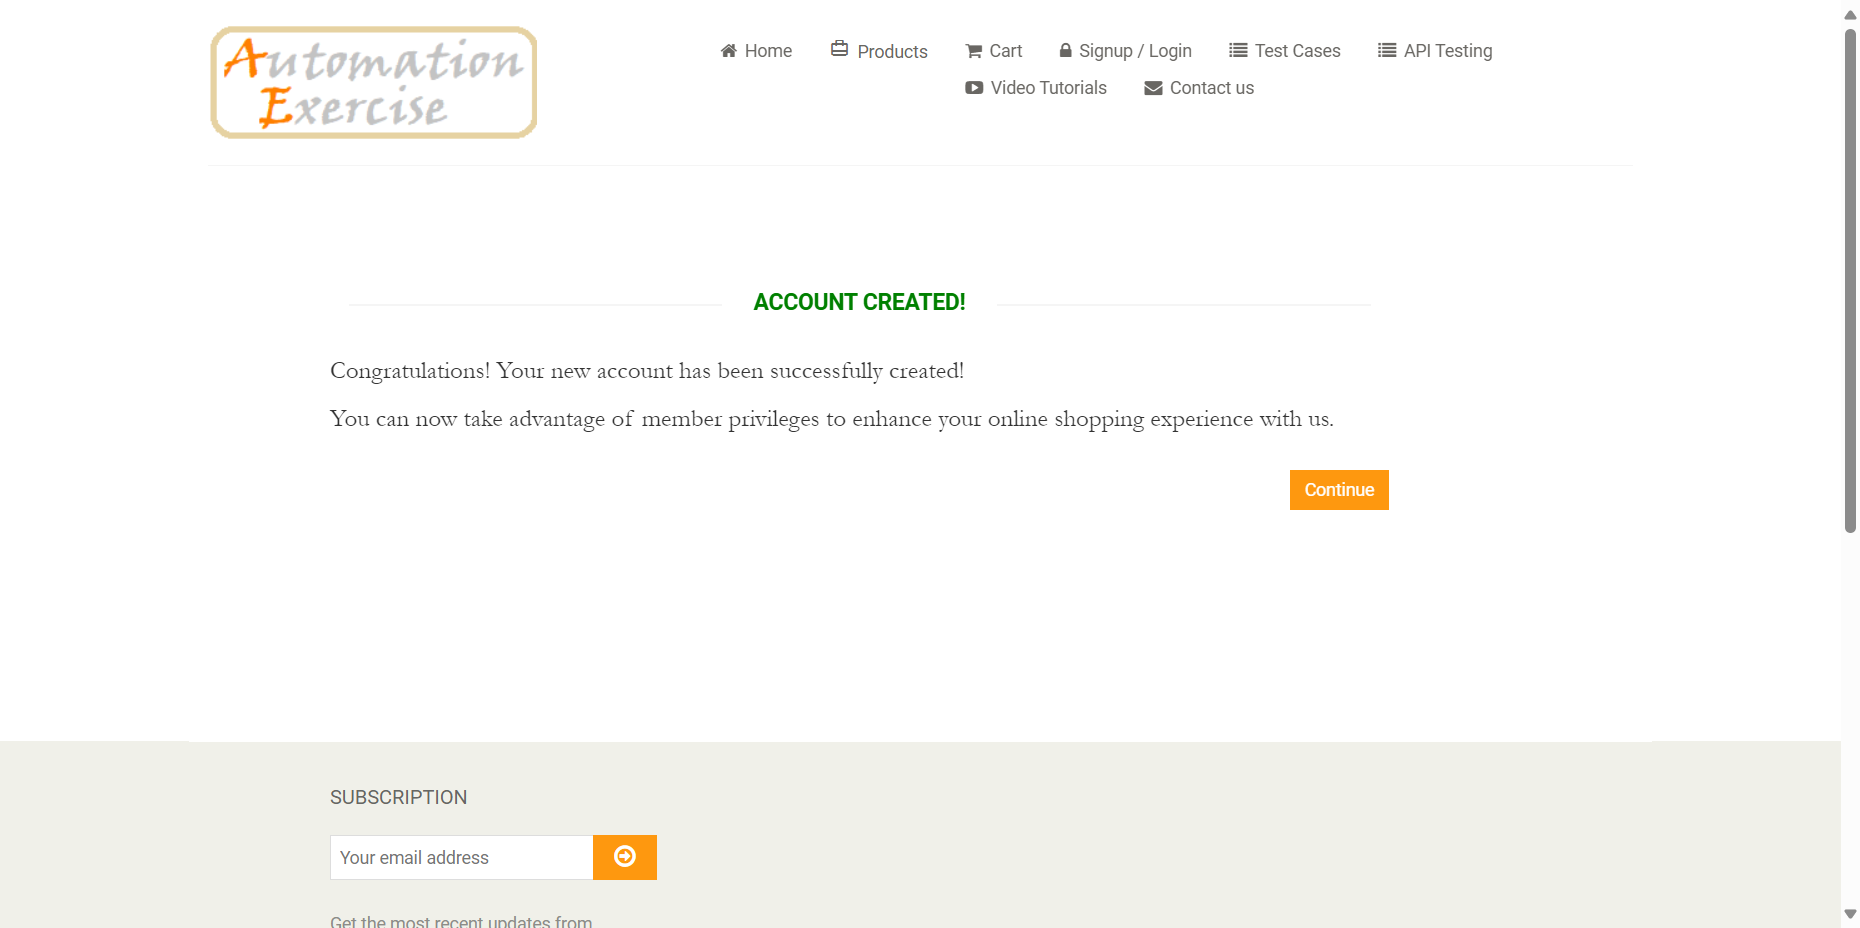 Automation
Exercise
Home Products Cart Signup / Login Test Cases API Testing
Video Tutorials Contact us
ACCOUNT CREATED!
Congratulations! Your new account has been successfully created!
You can now take advantage of member privileges to enhance your online shopping experience with us.
Continue
SUBSCRIPTION
Your email address
Get the most recent updates from